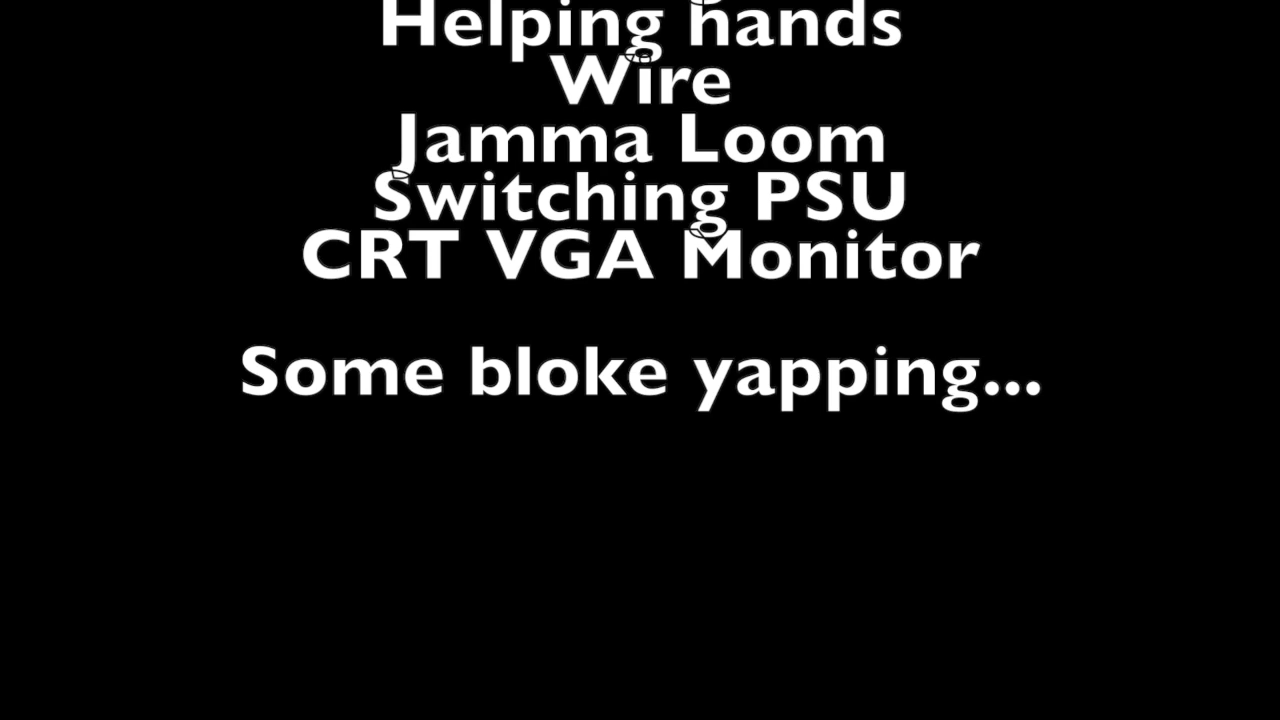 Helping hands
Wire
Jamma Loom
Switching PSU
CRT VGA Monitor
Some bloke yapping...